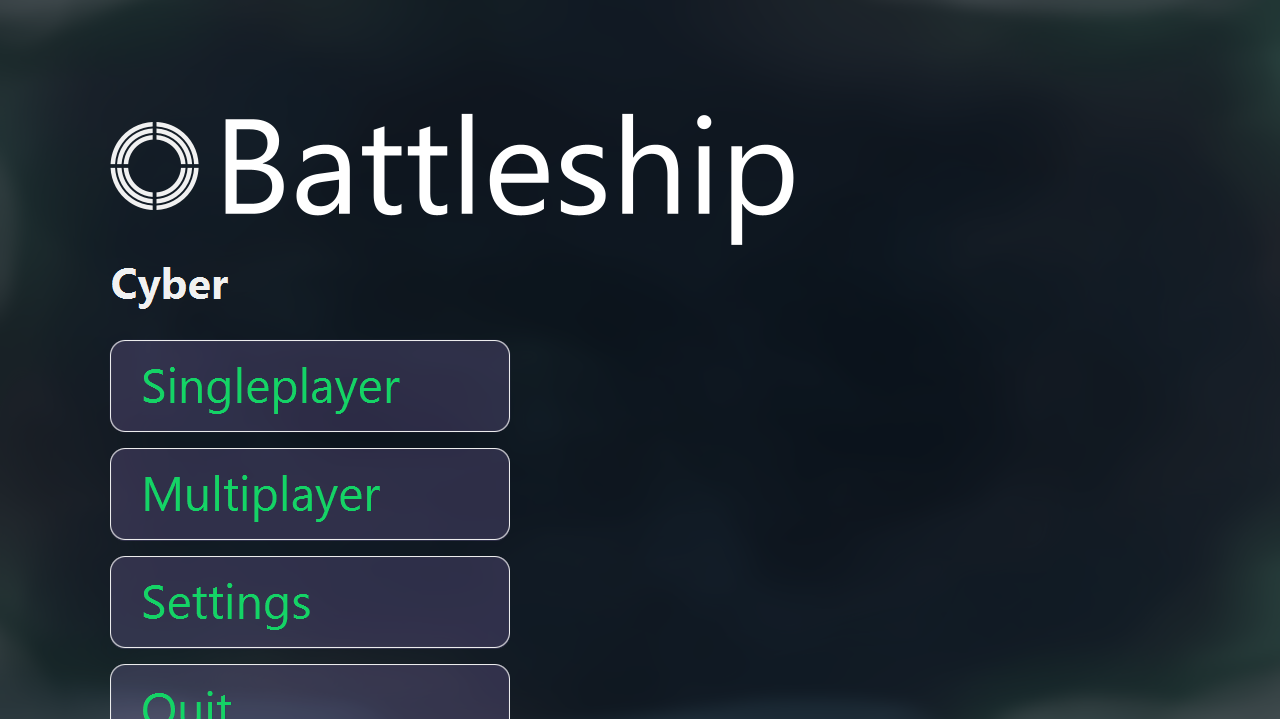 Battleship
Cyber
Singleplayer
Multiplayer
Settings
Quit